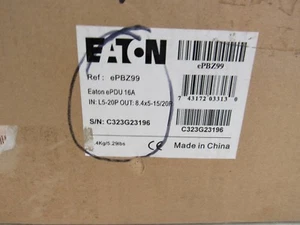 EATON
ePBZ99
Ref : ePBZ99
7 43172 03315 0
Eaton ePDU 16A
IN: L5-20P OUT: 8.4x5-15/20R
S/N: C323G23196
C323G23196
.4Kg/5.29lbs
CE
Made in China